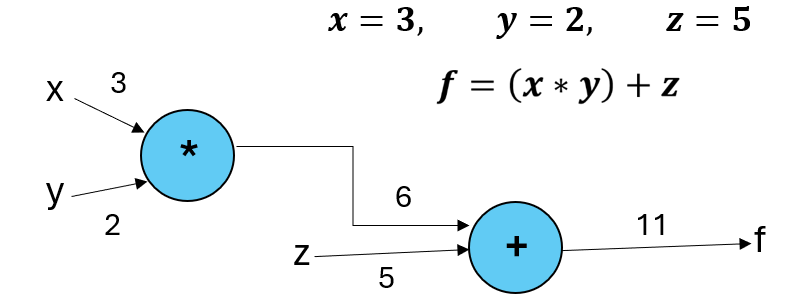 x = 3, y = 2, z = 5
f = (x * y) + z
x 3
*
y 2
6
z 5
+
11 f